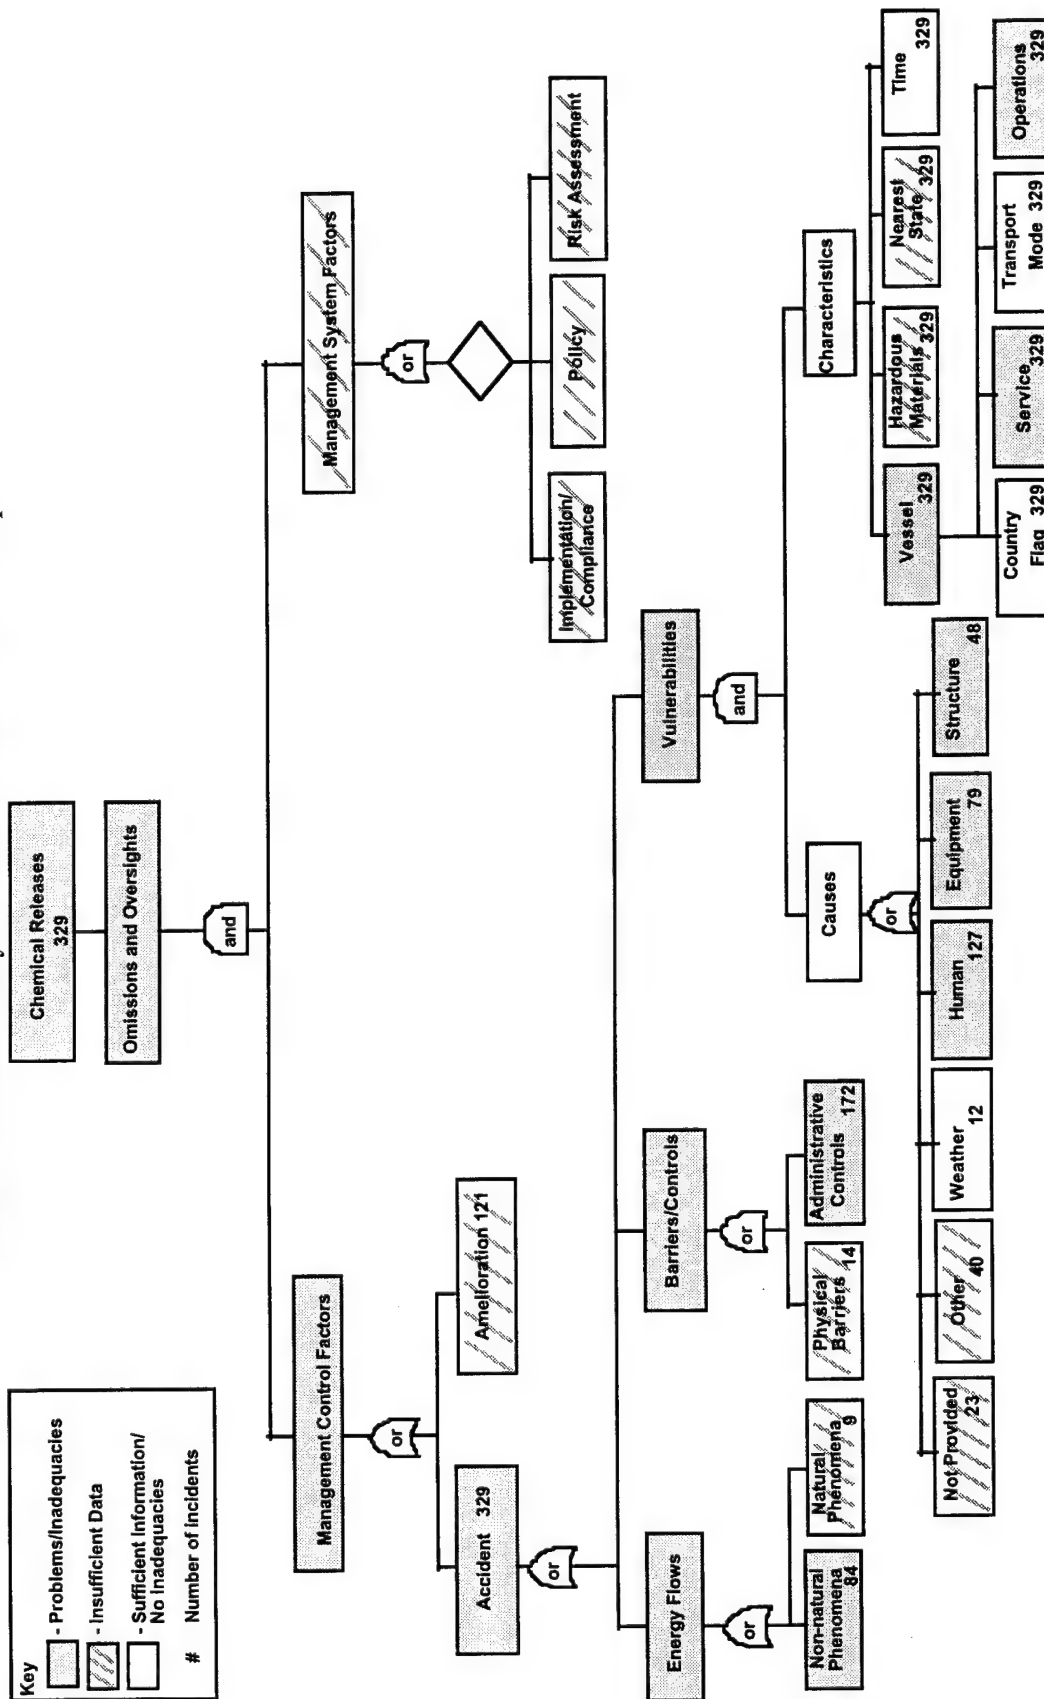 Key
- Problems/Inadequacies
- Insufficient Data
- Sufficient Information/
No Inadequacies
# Number of incidents
Chemical Releases
329
Omissions and Oversights
and
Management Control Factors
or
Management System Factors
or
Accident 329
or
Amelioration 121
Implementation/
Compliance
Policy
Risk Assessment
Energy Flows
or
Barriers/Controls
or
Vulnerabilities
and
Non-natural
Phenomena
84
Natural
Phenomena
9
Physical
Barriers 14
Administrative
Controls 172
Causes
or
Characteristics
Vessel
329
Hazardous
Materials 329
Nearest
State 329
Time
329
Not Provided
23
Other
40
Weather
12
Human
127
Equipment
79
Structure
48
Country
Flag 329
Service
329
Transport
Mode 329
Operations
329